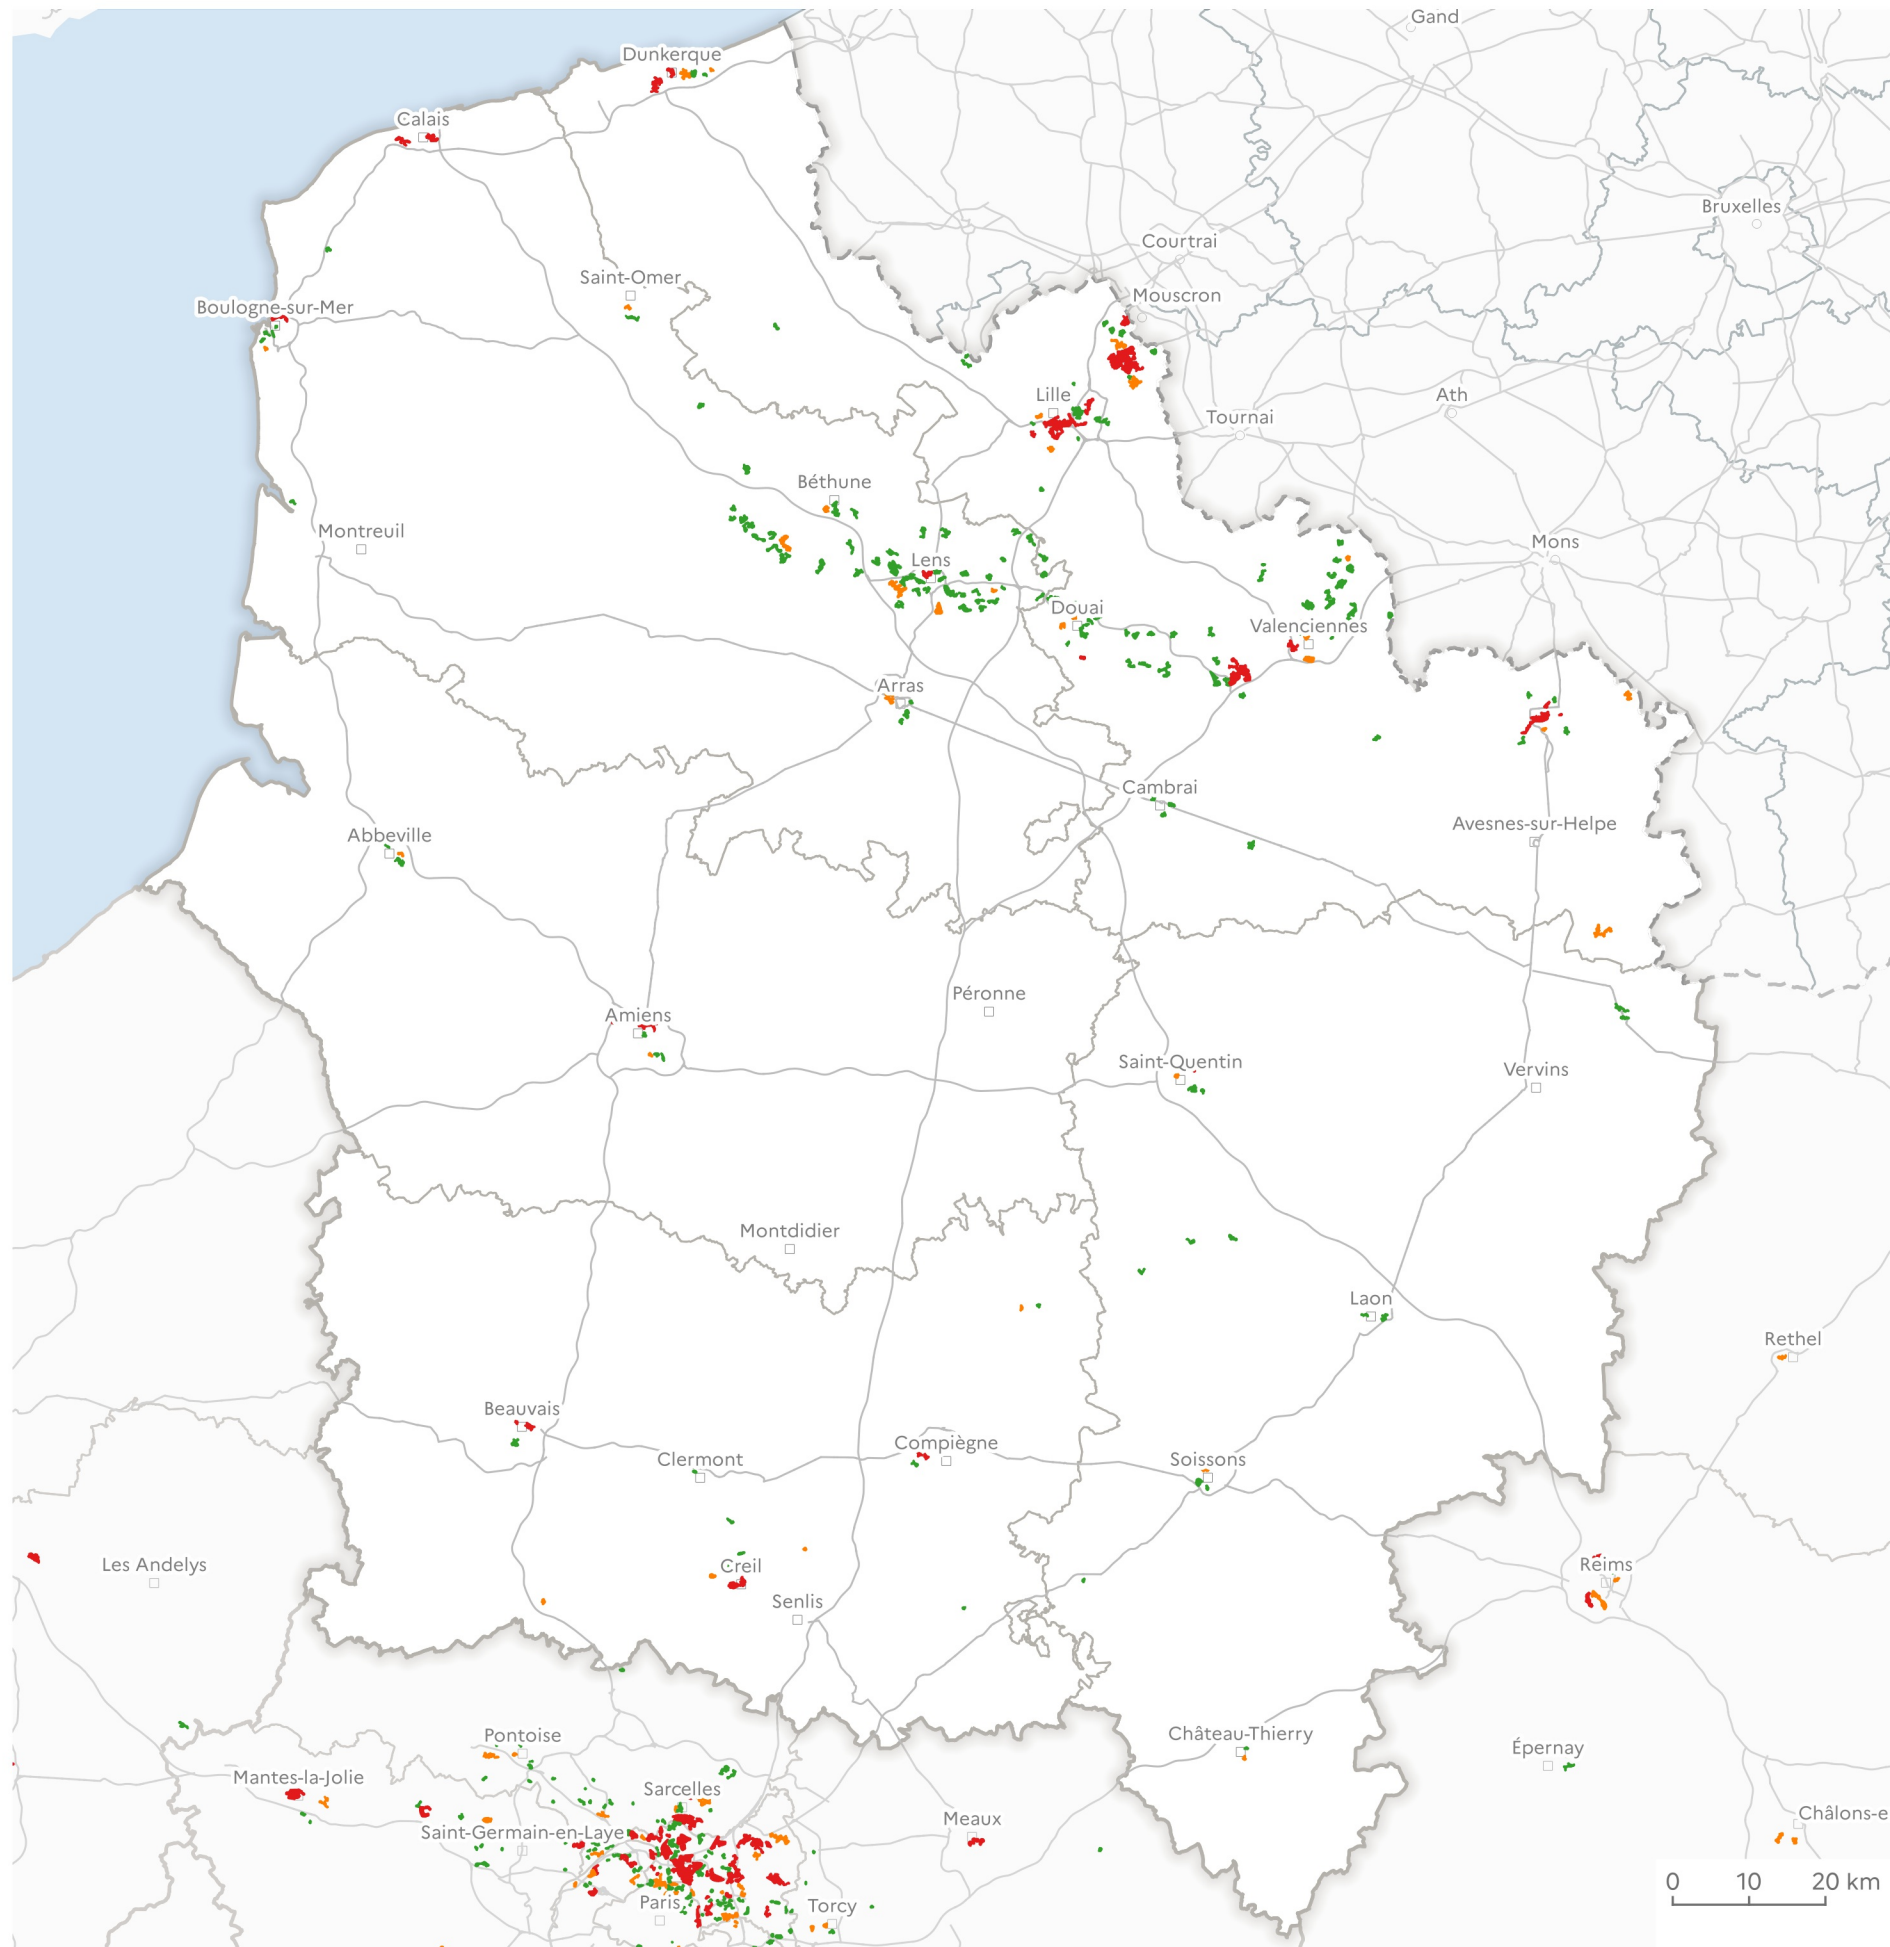 Gand
Dunkerque
Calais
Bruxelles
Courtrai
Saint-Omer
Mouscron
Boulogne-sur-Mer
Lille
Ath
Tournai
Béthune
Montreuil
Mons
Lens
Douai
Valenciennes
Arras
Cambrai
Avesnes-sur-Helpe
Abbeville
Péronne
Amiens
Saint-Quentin
Vervins
Montdidier
Laon
Rethel
Beauvais
Compiègne
Clermont
Soissons
Les Andelys
Creil
Reims
Senlis
Château-Thierry
Pontoise
Épernay
Mantes-la-Jolie
Sarcelles
Meaux
Châlons-e
Saint-Germain-en-Laye
Paris
Torcy
0 10 20 km